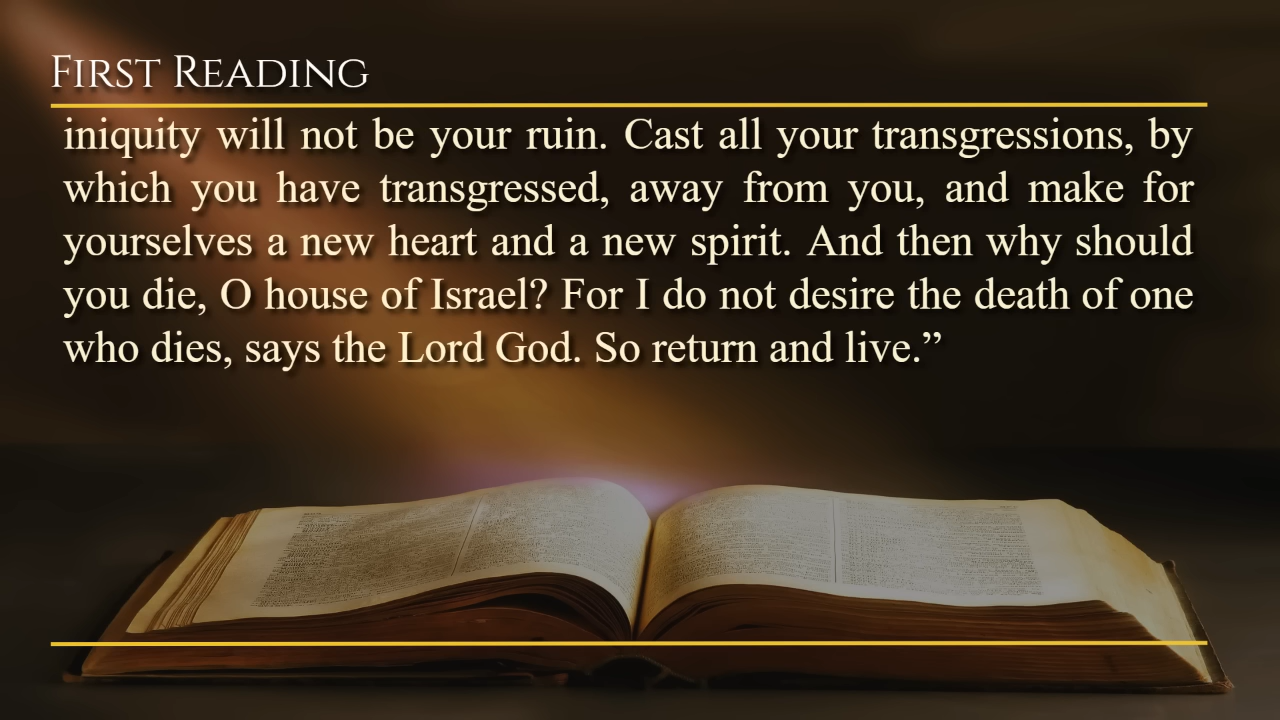 First Reading
iniquity will not be your ruin. Cast all your transgressions, by
which you have transgressed, away from you, and make for
yourselves a new heart and a new spirit. And then why should
you die, O house of Israel? For I do not desire the death of one
who dies, says the Lord God. So return and live.”